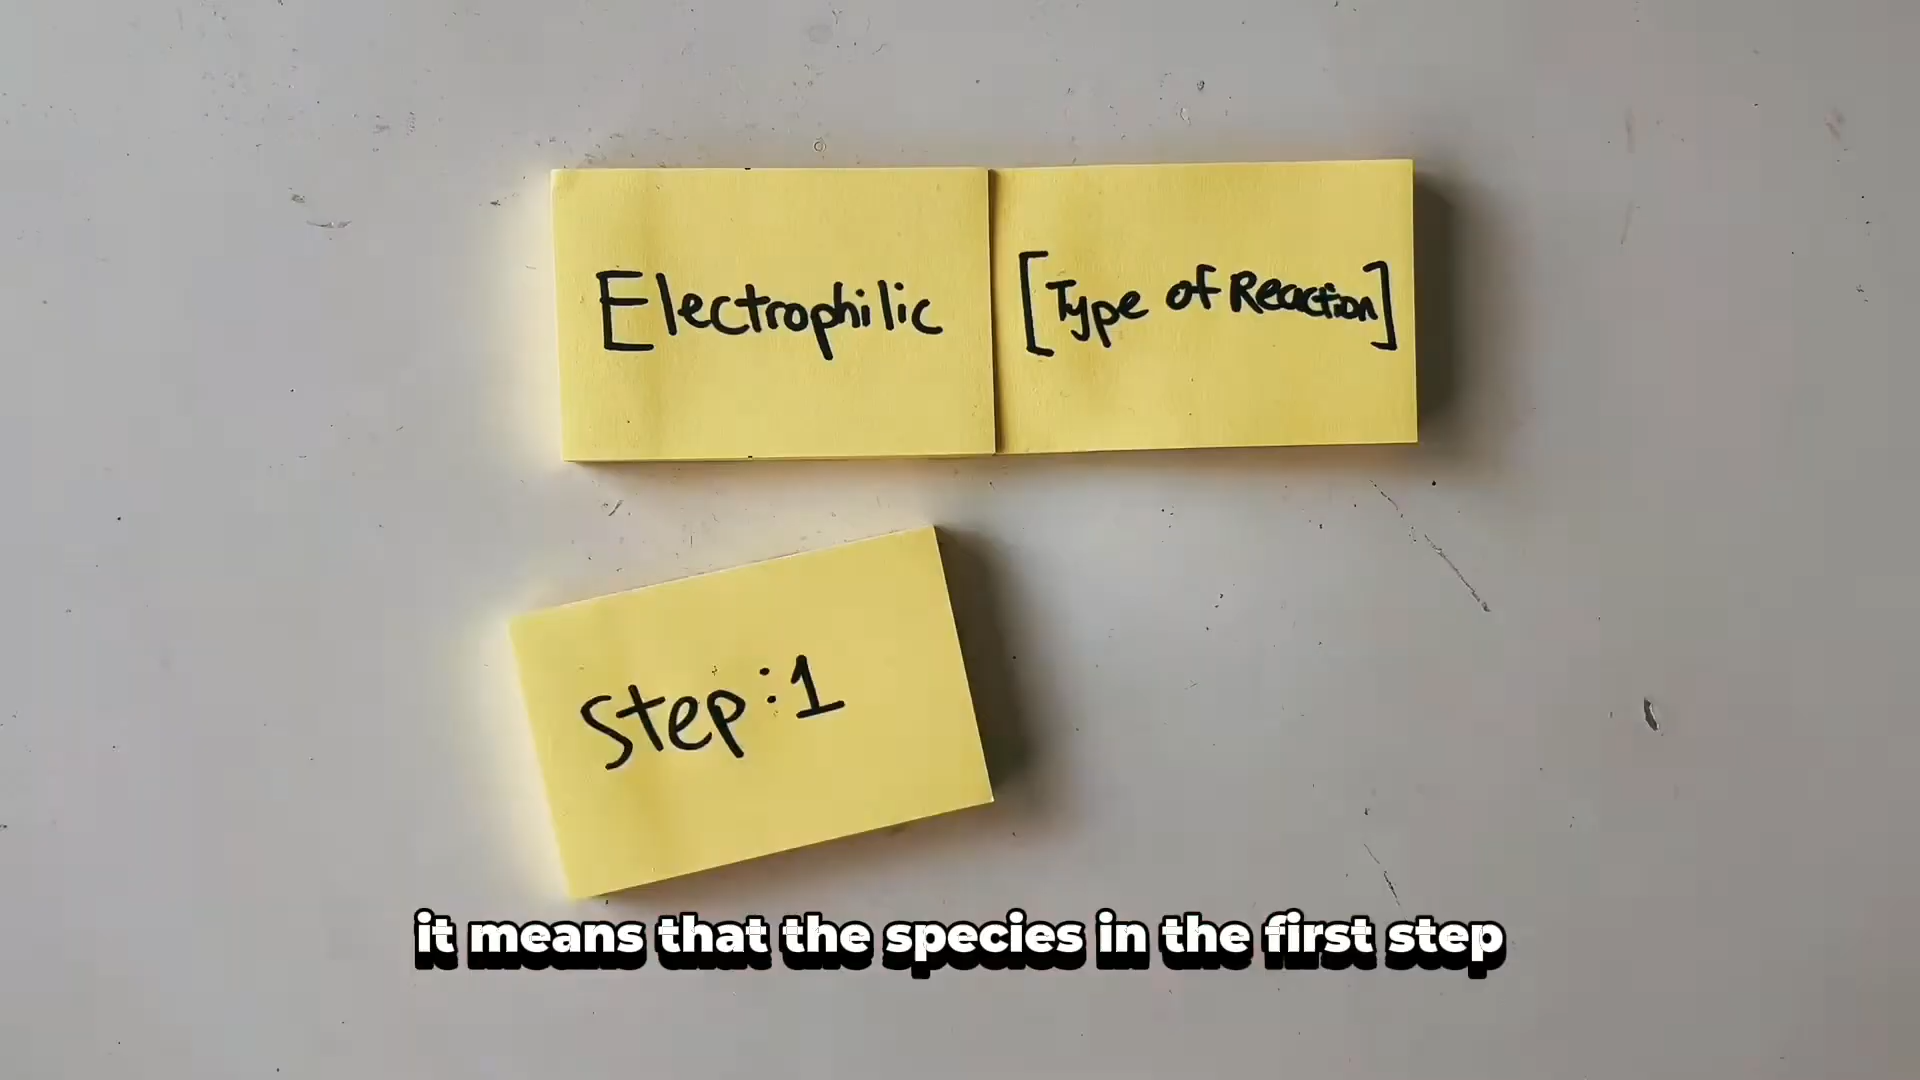 Electrophilic [Type of Reaction]
Step:1
it means that the species in the first step